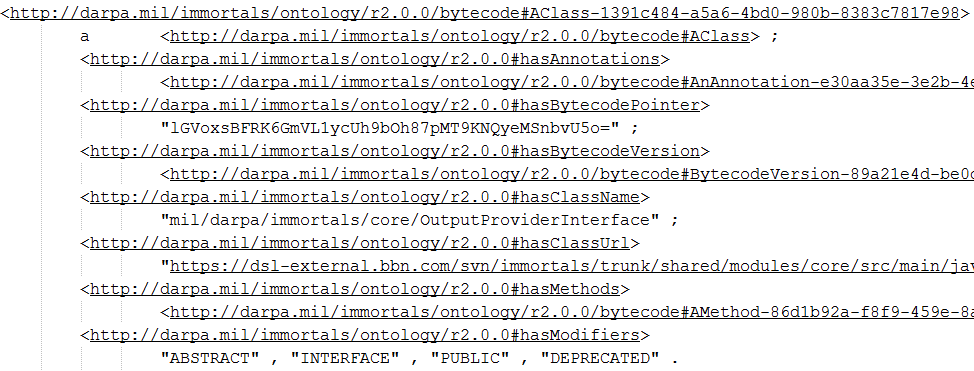 <http://darpa.mil/immortals/ontology/r2.0.0/bytecode#AClass-1391c484-a5a6-4bd0-980b-8383c7817e98>
a <http://darpa.mil/immortals/ontology/r2.0.0/bytecode#AClass> ;
<http://darpa.mil/immortals/ontology/r2.0.0#hasAnnotations>
<http://darpa.mil/immortals/ontology/r2.0.0/bytecode#AnAnnotation-e30aa35e-3e2b-4e
<http://darpa.mil/immortals/ontology/r2.0.0#hasBytecodePointer>
"lGVoxsBFRK6GmVL1ycUh9bOh87pMT9KNQyeMSnbvU5o=" ;
<http://darpa.mil/immortals/ontology/r2.0.0#hasBytecodeVersion>
<http://darpa.mil/immortals/ontology/r2.0.0/bytecode#BytecodeVersion-89a21e4d-be0c
<http://darpa.mil/immortals/ontology/r2.0.0#hasClassName>
"mil/darpa/immortals/core/OutputProviderInterface" ;
<http://darpa.mil/immortals/ontology/r2.0.0#hasClassUrl>
"https://dsl-external.bbn.com/svn/immortals/trunk/shared/modules/core/src/main/jav
<http://darpa.mil/immortals/ontology/r2.0.0#hasMethods>
<http://darpa.mil/immortals/ontology/r2.0.0/bytecode#AMethod-86d1b92a-f8f9-459e-8a
<http://darpa.mil/immortals/ontology/r2.0.0#hasModifiers>
"ABSTRACT" , "INTERFACE" , "PUBLIC" , "DEPRECATED" .